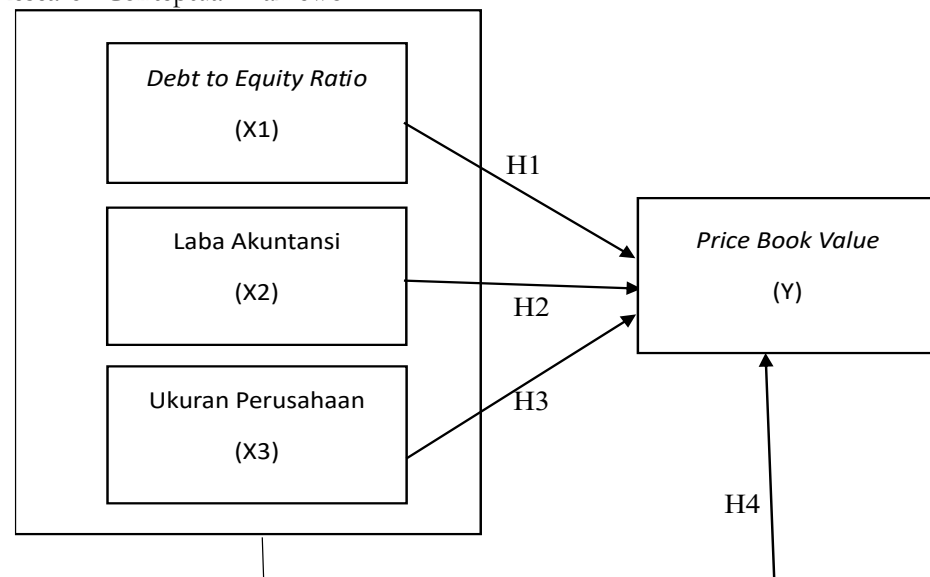 Debt to Equity Ratio
(X1)
H1
Laba Akuntansi
(X2)
H2
Price Book Value
(Y)
Ukuran Perusahaan
(X3)
H3
H4